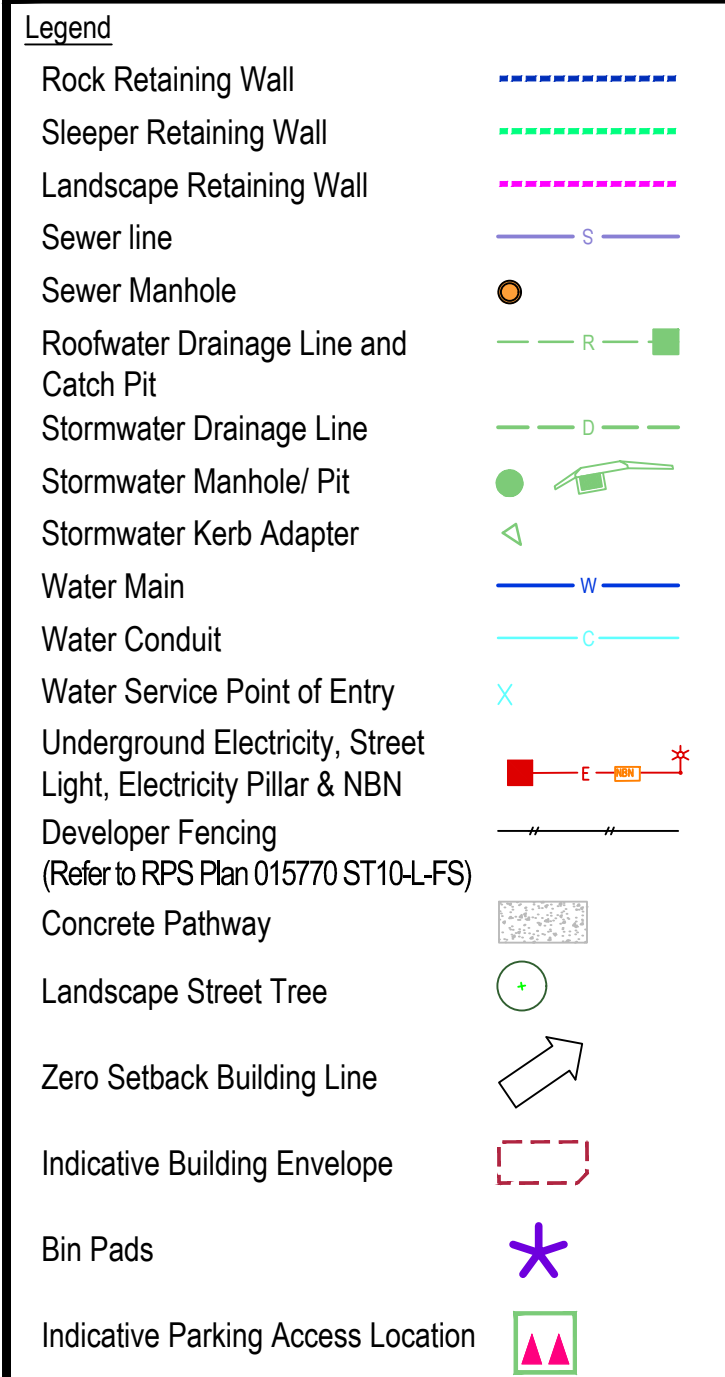 Legend
Rock Retaining Wall
Sleeper Retaining Wall
Landscape Retaining Wall
Sewer line S
Sewer Manhole
Roofwater Drainage Line and R
Catch Pit
Stormwater Drainage Line D
Stormwater Manhole/ Pit
Stormwater Kerb Adapter
Water Main W
Water Conduit C
Water Service Point of Entry X
Underground Electricity, Street
Light, Electricity Pillar & NBN E NBN
Developer Fencing
(Refer to RPS Plan 015770 ST10-L-FS)
Concrete Pathway
Landscape Street Tree
Zero Setback Building Line
Indicative Building Envelope
Bin Pads
Indicative Parking Access Location